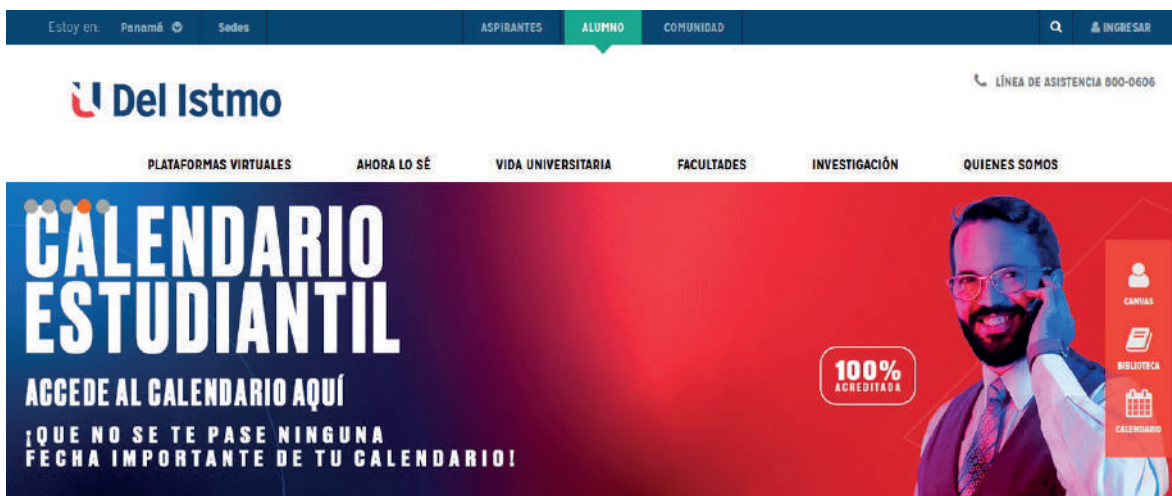 Estoy en: Panamá Sedes ASPIRANTES ALUMNO COMUNIDAD INGRESAR
LÍNEA DE ASISTENCIA 800-0606
U Del Istmo
PLATAFORMAS VIRTUALES AHORA LO SÉ VIDA UNIVERSITARIA FACULTADES INVESTIGACIÓN QUIENES SOMOS
CALENDARIO
ESTUDIANTIL
ACCEDE AL CALENDARIO AQUÍ
¡QUE NO SE TE PASE NINGUNA
FECHA IMPORTANTE DE TU CALENDARIO!
100%
ACREDITADA
CANVAS
BIBLIOTECA
CALENDARIO